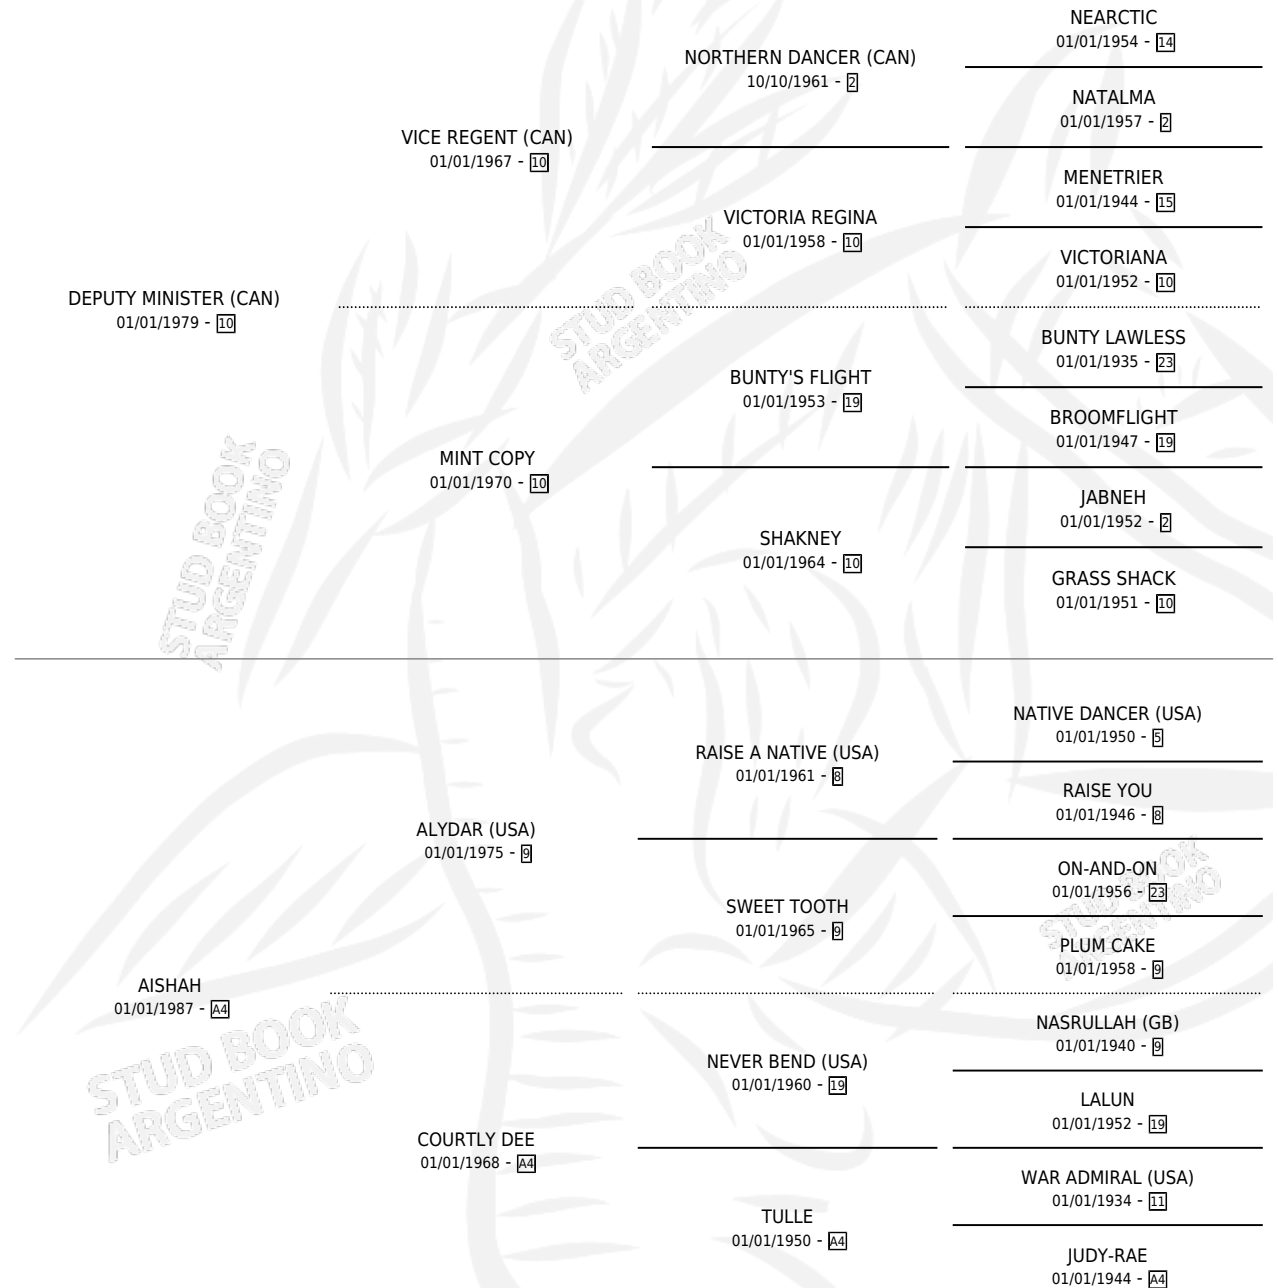 NEARCTIC
01/01/1954 - 14
NORTHERN DANCER (CAN)
10/10/1961 - 2
NATALMA
01/01/1957 - 2
VICE REGENT (CAN)
01/01/1967 - 10
MENETRIER
01/01/1944 - 15
VICTORIA REGINA
01/01/1958 - 10
VICTORIANA
01/01/1952 - 10
DEPUTY MINISTER (CAN)
01/01/1979 - 10
BUNTY LAWLESS
01/01/1935 - 23
BUNTY'S FLIGHT
01/01/1953 - 19
BROOMFLIGHT
01/01/1947 - 19
MINT COPY
01/01/1970 - 10
JABNEH
01/01/1952 - 2
SHAKNEY
01/01/1964 - 10
GRASS SHACK
01/01/1951 - 10
NATIVE DANCER (USA)
01/01/1950 - 5
RAISE A NATIVE (USA)
01/01/1961 - 8
RAISE YOU
01/01/1946 - 8
ALYDAR (USA)
01/01/1975 - 9
ON-AND-ON
01/01/1956 - 23
SWEET TOOTH
01/01/1965 - 9
PLUM CAKE
01/01/1958 - 9
AISHAH
01/01/1987 - A4
NASRULLAH (GB)
01/01/1940 - 9
NEVER BEND (USA)
01/01/1960 - 19
LALUN
01/01/1952 - 19
COURTLY DEE
01/01/1968 - A4
WAR ADMIRAL (USA)
01/01/1934 - 11
TULLE
01/01/1950 - A4
JUDY-RAE
01/01/1944 - A4
STUD BOOK
ARGENTINO
STUD BOOK
ARGENTINO
STUD BOOK
ARGENTINO
STUD BOOK
ARGENTINO